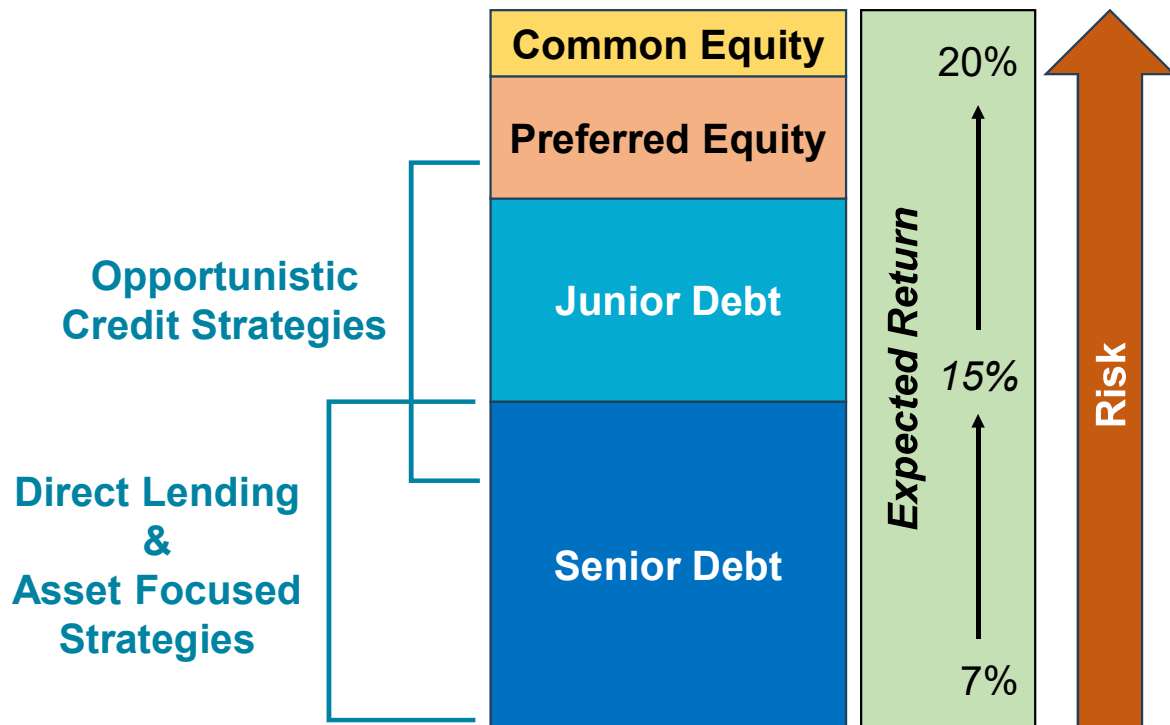 Common Equity
Preferred Equity
Junior Debt
Senior Debt
Opportunistic
Credit Strategies
Direct Lending
&
Asset Focused
Strategies
Expected Return
20%
15%
7%
Risk